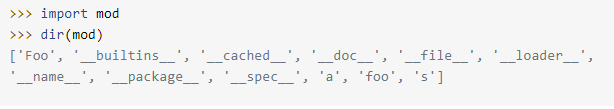 >>> import mod
>>> dir(mod)
['Foo', '__builtins__', '__cached__', '__doc__', '__file__', '__loader__',
'__name__', '__package__', '__spec__', 'a', 'foo', 's']